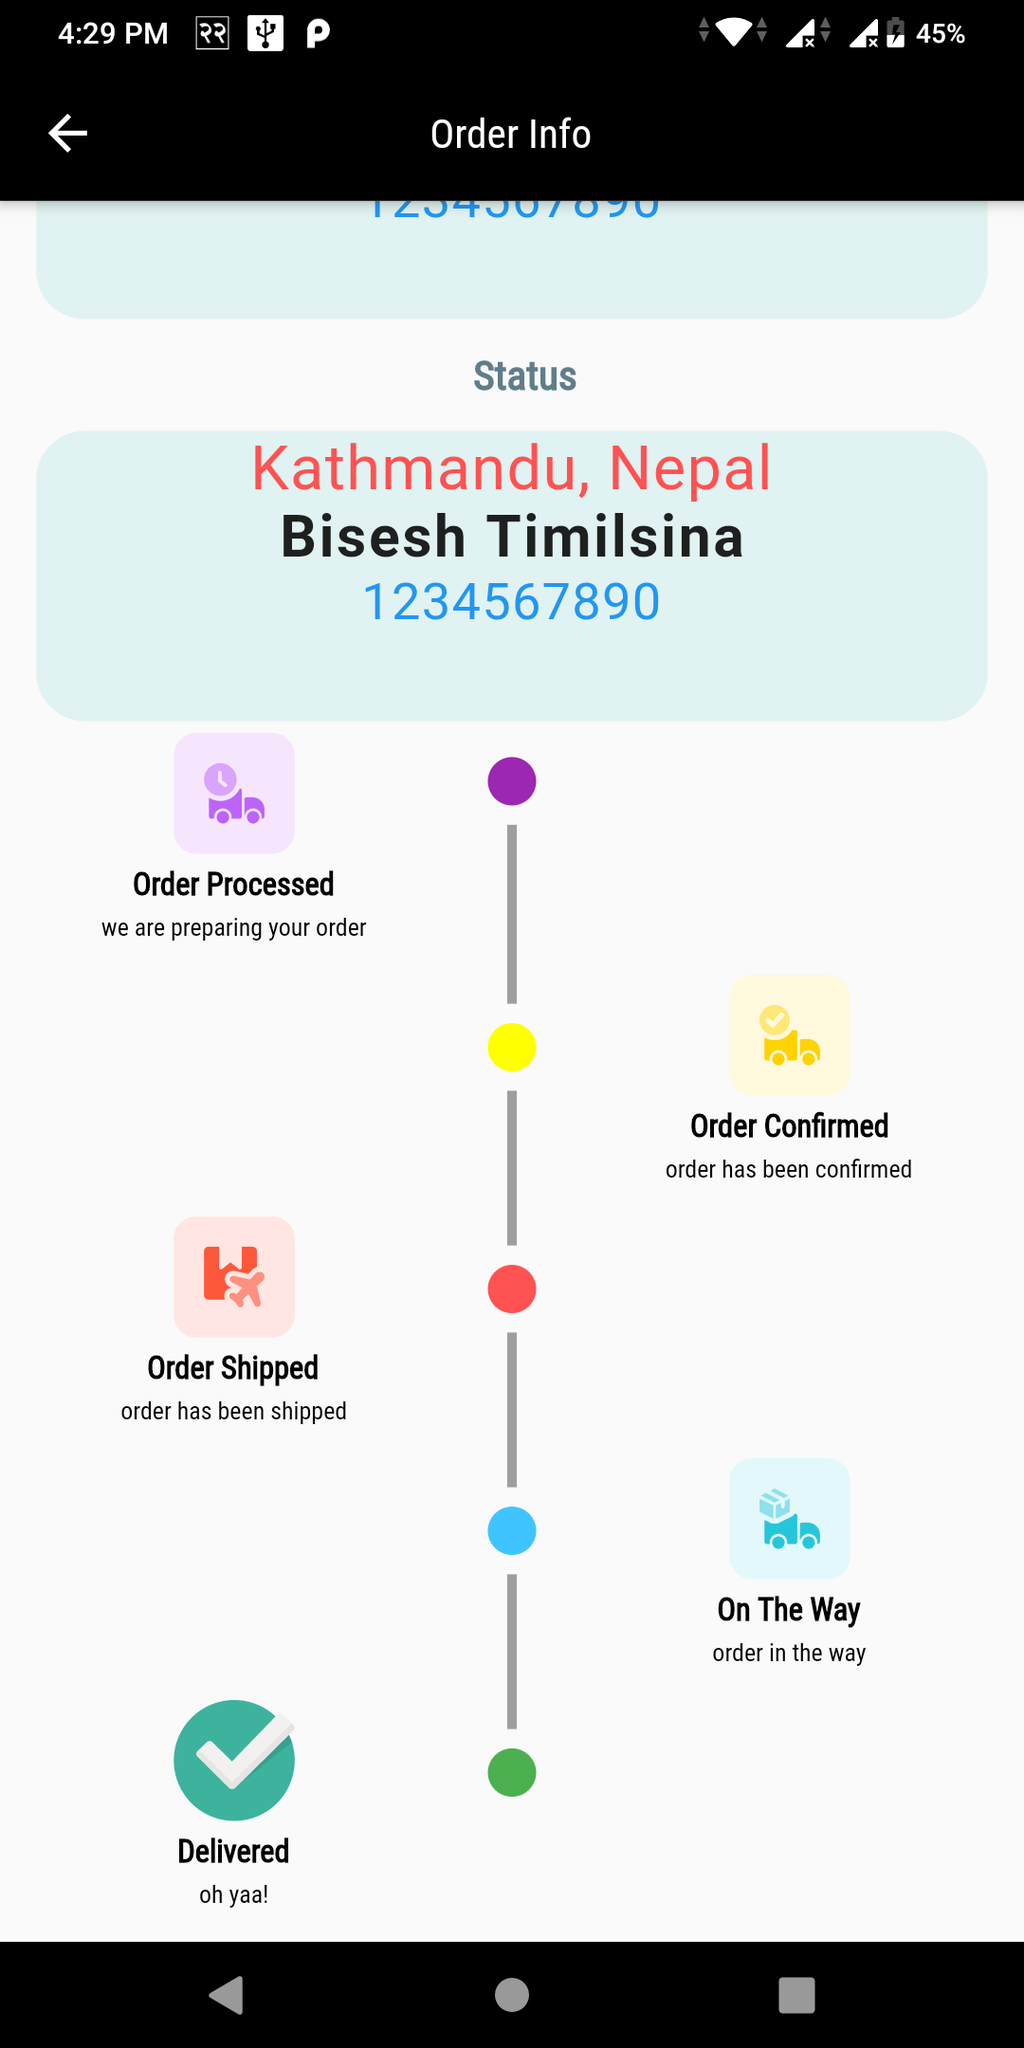 4:29 PM २२ 45%
Order Info
1234567890
Status
Kathmandu, Nepal
Bisesh Timilsina
1234567890
Order Processed
we are preparing your order
Order Confirmed
order has been confirmed
Order Shipped
order has been shipped
On The Way
order in the way
Delivered
oh yaa!